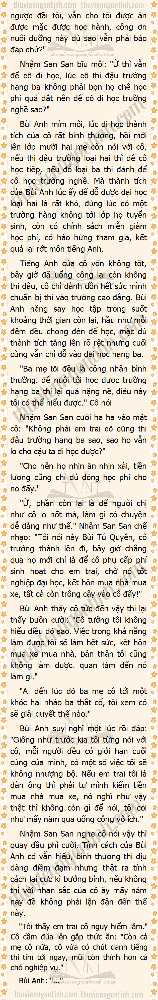 thuvienngontinh.com thuvienngontinh.com
ngược đãi tôi, vẫn cho tôi được ăn
được mặc được học hành, công ơn
nuôi dưỡng này dù sao vẫn phải báo
đáp chứ?"
Nhậm San San bĩu môi: "Ừ thì vẫn
để cô đi học, lúc cô thi đậu trường
hạng ba không phải bọn họ chê học
phí quá đắt nên để cô đi học trường
nghề sao?"
Bùi Anh mím môi, lúc đi học thành
tích của cô rất bình thường, hồi mới
lên lớp mười hai mẹ còn nói với cô,
nếu thi đậu trường loại hai thì để cô
học tiếp, nếu đỗ loại ba thì đành để
cô học trường nghề. Mà thành tích
của Bùi Anh lúc ấy để đỗ được đại học
loại hai là rất khó, đúng lúc có một
trường hàng không tới lớp họ tuyển
sinh, còn có chính sách miễn giảm
học phí, cô hào hứng tham gia, kết
quả lại rớt môn tiếng Anh.
Tiếng Anh của cô vốn không tốt,
bây giờ đã uổng công lại còn không
thi đậu, cô chỉ đành dồn hết sức mình
chuẩn bị thi vào trường cao đẳng. Bùi
Anh hăng say học tập trong suốt
khoảng thời gian còn lại, hầu như mỗi
đêm đều chong đèn để học, mặc dù
thành tích tăng lên rõ rệt nhưng cuối
cùng vẫn chỉ đỗ vào đại học hạng ba.
"Ba mẹ tôi đều là công nhân bình
thường, để nuôi tôi học được trường
hạng ba thì lại quá nặng nề, điều này
tôi có thể hiểu được." Cô nói
Nhậm San San cười ha ha vào mặt
cô: "Không phải em trai cô cũng thi
đậu trường hạng ba sao, sao họ vẫn
lo cho cậu ta đi học được?"
"Cho nên họ nhịn ăn nhịn xài, tiền
lương cũng chỉ đủ đóng học phí cho
nó đấy."
"Ừ, phần còn lại là để người chị
như cô lo nốt mà, làm gì có chuyện
dễ dàng như thế." Nhậm San San chế
nhạo: "Tôi nói này Bùi Tú Quyên, cô
trưởng thành lên đi, bây giờ chẳng
qua họ mới chỉ là để cô phụ cấp phí
sinh hoạt cho em trai, chờ nó tốt
nghiệp đại học, kết hôn mua nhà mua
xe, tất cả còn trông cậy vào cô đấy!"
Bùi Anh thấy cô tức đến vậy thì lại
thấy buồn cười: "Cô tưởng tôi không
hiểu điều đó sao. Việc trong khả năng
làm được tôi sẽ làm hết sức, kết hôn
mua xe mua nhà, bản thân tôi cũng
không làm được, quan tâm đến nó
làm gì."
"A, đến lúc đó ba mẹ cô tới một
khóc hai nháo ba thắt cổ, tôi xem cô
sẽ giải quyết thế nào."
Bùi Anh suy nghĩ một lúc rồi đáp:
"Giống như trước kia tôi từng nói với
cô, mỗi người đều có giới hạn cuối
cùng của mình, có một số việc tôi sẽ
không nhượng bộ. Nếu em trai tôi là
đàn ông thì phải tự mình kiếm tiền
mua nhà mua xe, nó nghĩ như vậy
thật thì không còn gì để nói, tôi coi
như mấy năm qua uổng công vô ích."
Nhậm San San nghe cô nói vậy thì
quay đầu phì cười. Tính cách của Bùi
Anh cô vẫn hiểu, bình thường thì dịu
dàng điềm đạm nhưng thật ra tính
cách lại cực kì bướng bỉnh, nếu không
thì với nhan sắc của cô ấy mấy năm
nay đã không phải lận đận đến thế
này.
"Tôi thấy em trai cô nguy hiểm lắm."
Cô cầm đũa lên gắp thức ăn: "Còn cả
mẹ cô nữa, cô vừa có chút danh tiếng
thì tìm tới ngay, mũi còn thính hơn cả
chó nghiệp vụ."
Bùi Anh: "..."
thuvienngontinh.com thuvienngontinh.com